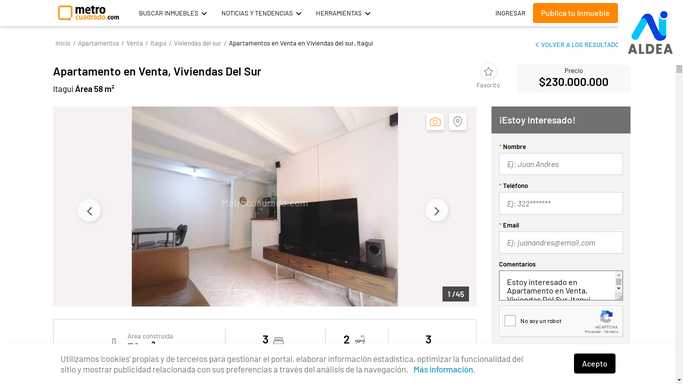 metro
cuadrado.com
BUSCAR INMUEBLES
NOTICIAS Y TENDENCIAS
HERRAMIENTAS
INGRESAR
Publica tu Inmueble
AI
ALDEA
Inicio / Apartamentos / Venta / Itagui / Viviendas del sur / Apartamentos en Venta en Viviendas del sur, Itagui
< VOLVER A LOS RESULTADO
Apartamento en Venta, Viviendas Del Sur
Itagui Área 58 m²
Favorito
Precio
$230.000.000
Metrocuadrado.com
1 /45
¡Estoy Interesado!
* Nombre
Ej: Juan Andres
* Teléfono
Ej: 322*******
* Email
Ej: juanandres@email.com
Comentarios
Estoy interesado en
Apartamento en Venta,
Viviendas Del Sur, Itagui
No soy un robot
reCAPTCHA
Privacidad - Términos
Área construida
3
2
3
Utilizamos 'cookies' propias y de terceros para gestionar el portal, elaborar información estadística, optimizar la funcionalidad del
sitio y mostrar publicidad relacionada con sus preferencias a través del análisis de la navegación. Más información.
Acepto